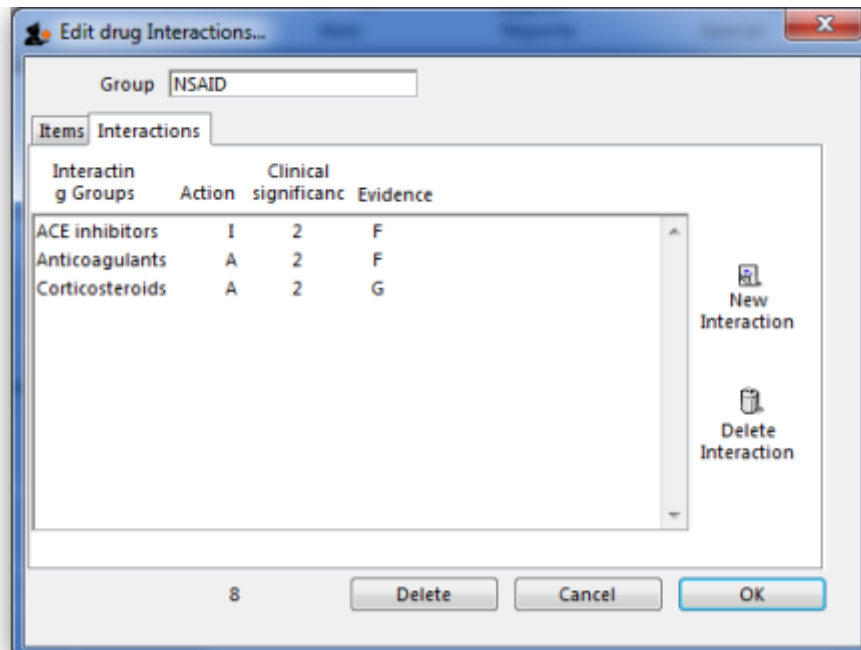 Edit drug Interactions...
Group NSAID
Items Interactions
Interactin Clinical
g Groups Action significanc Evidence
ACE inhibitors I 2 F
Anticoagulants A 2 F
Corticosteroids A 2 G
New
Interaction
Delete
Interaction
8 Delete Cancel OK